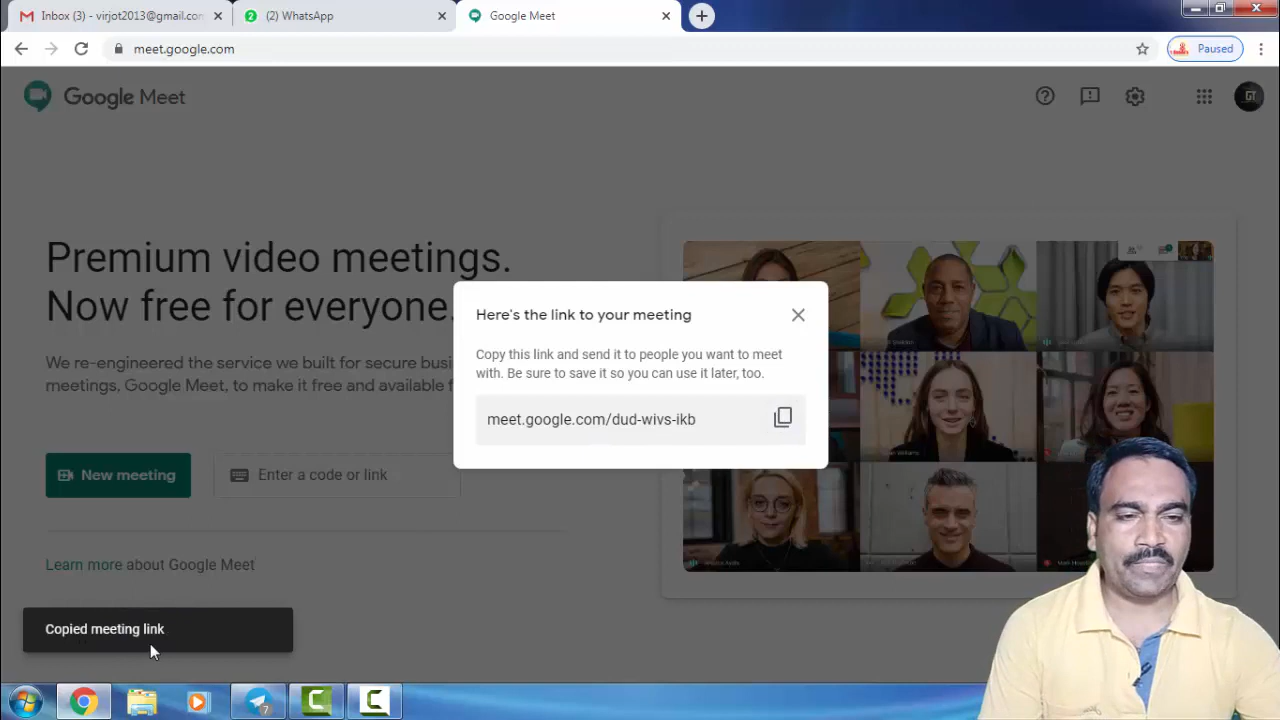 Inbox (3) - virjot2013@gmail.com
(2) WhatsApp
Google Meet
meet.google.com
Paused
Google Meet
Premium video meetings.
Now free for everyone.
We re-engineered the service we built for secure busi
meetings, Google Meet, to make it free and available f
New meeting
Enter a code or link
Learn more about Google Meet
Here's the link to your meeting
Copy this link and send it to people you want to meet
with. Be sure to save it so you can use it later, too.
meet.google.com/dud-wivs-ikb
Copied meeting link
2
7